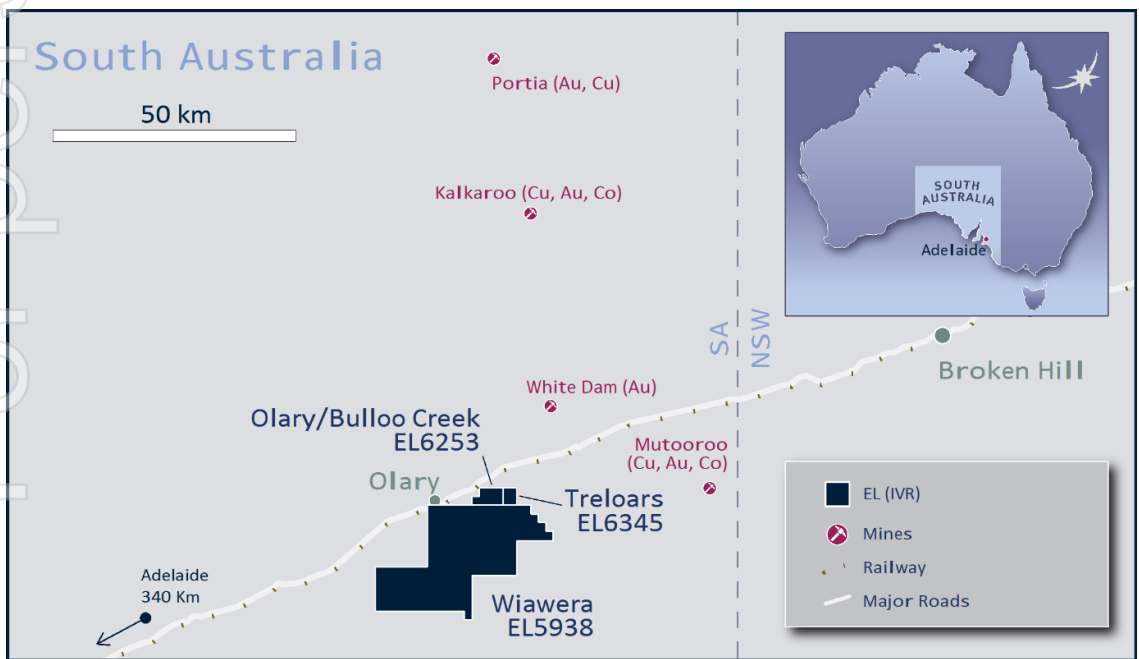 South Australia
50 km
Portia (Au, Cu)
Kalkaroo (Cu, Au, Co)
SOUTH
AUSTRALIA
Adelaide
SA
NSW
Broken Hill
White Dam (Au)
Olary/Bulloo Creek
EL6253
Mutooroo
(Cu, Au, Co)
Olary
Treloars
EL6345
Wiawera
EL5938
Adelaide
340 Km
EL (IVR)
Mines
Railway
Major Roads